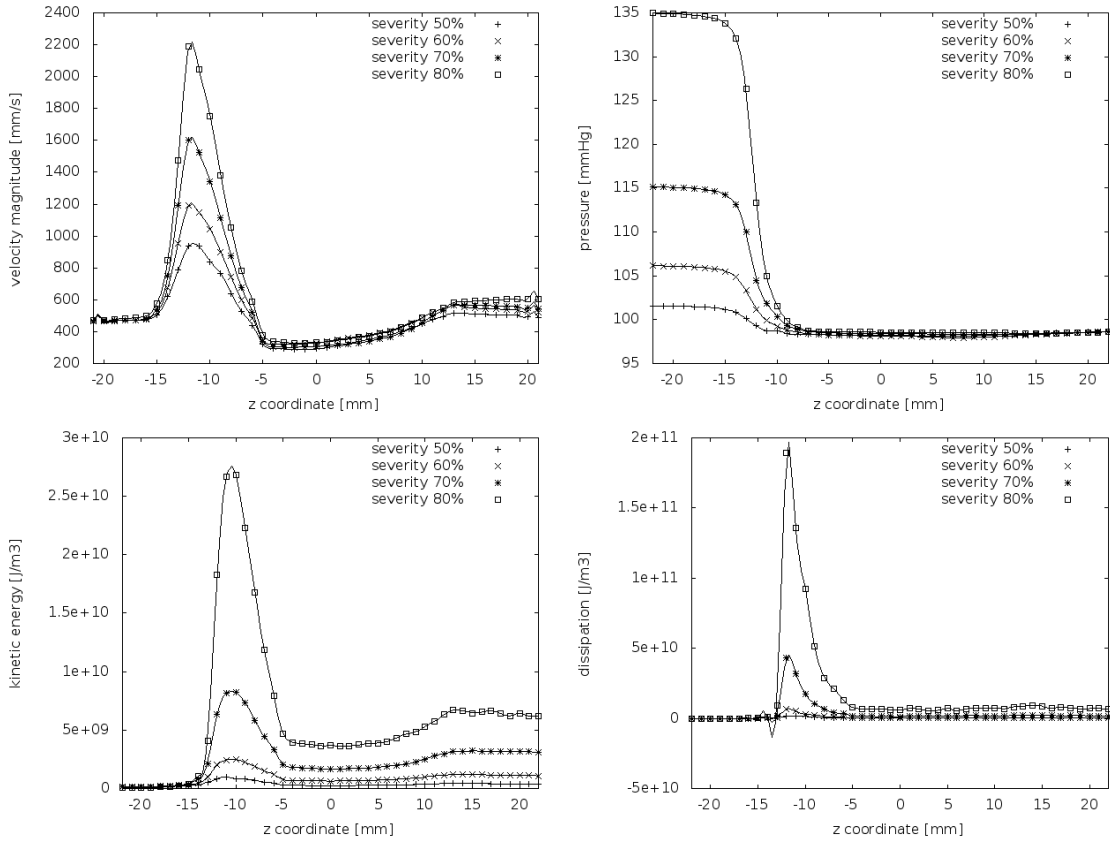 velocity magnitude [mm/s]
2200
2000
1800
1600
1400
1200
1000
800
600
400
200
-20 -15 -10 -5 0 5 10 15 20
z coordinate [mm]
severity 50%
severity 60%
severity 70%
severity 80%
pressure [mmHg]
135
130
125
120
115
110
105
100
95
-20 -15 -10 -5 0 5 10 15 20
z coordinate [mm]
severity 50%
severity 60%
severity 70%
severity 80%
kinetic energy [J/m3]
3e+10
2.5e+10
2e+10
1.5e+10
1e+10
5e+09
0
-20 -15 -10 -5 0 5 10 15 20
z coordinate [mm]
severity 50%
severity 60%
severity 70%
severity 80%
dissipation [J/m3]
2e+11
1.5e+11
1e+11
5e+10
0
-5e+10
-20 -15 -10 -5 0 5 10 15 20
z coordinate [mm]
severity 50%
severity 60%
severity 70%
severity 80%